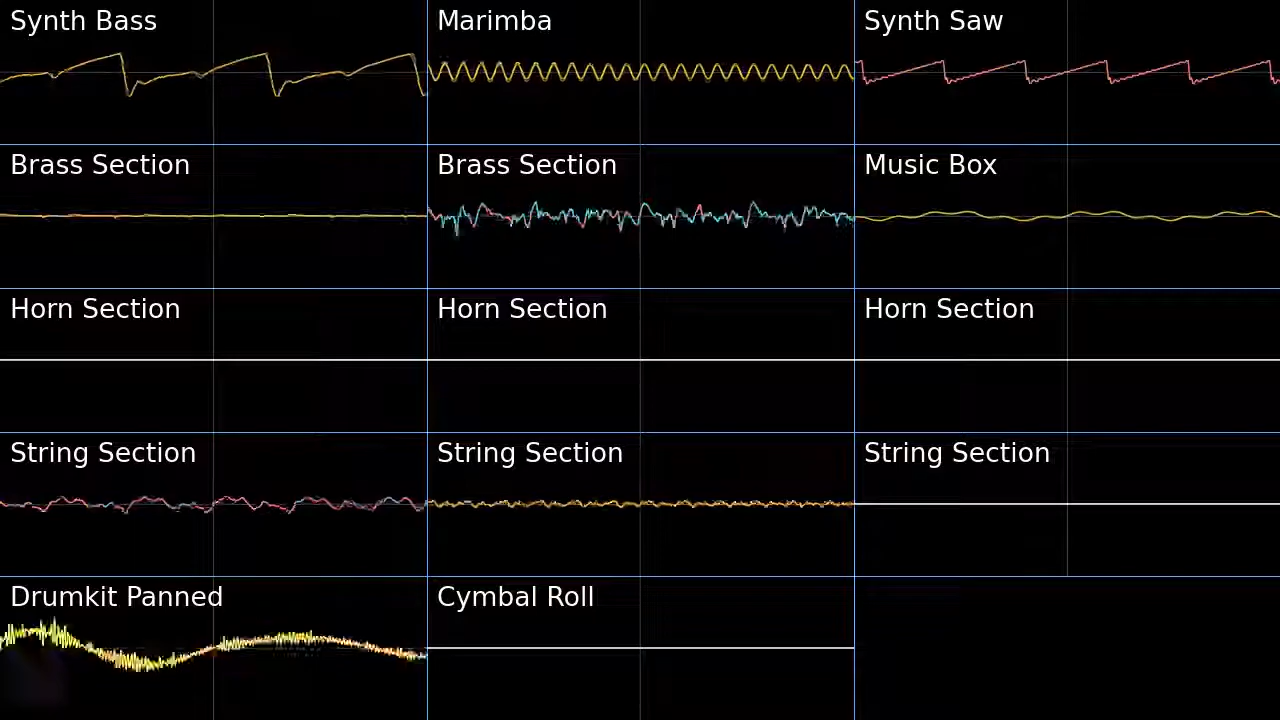 Synth Bass
Marimba
Synth Saw
Brass Section
Brass Section
Music Box
Horn Section
Horn Section
Horn Section
String Section
String Section
String Section
Drumkit Panned
Cymbal Roll